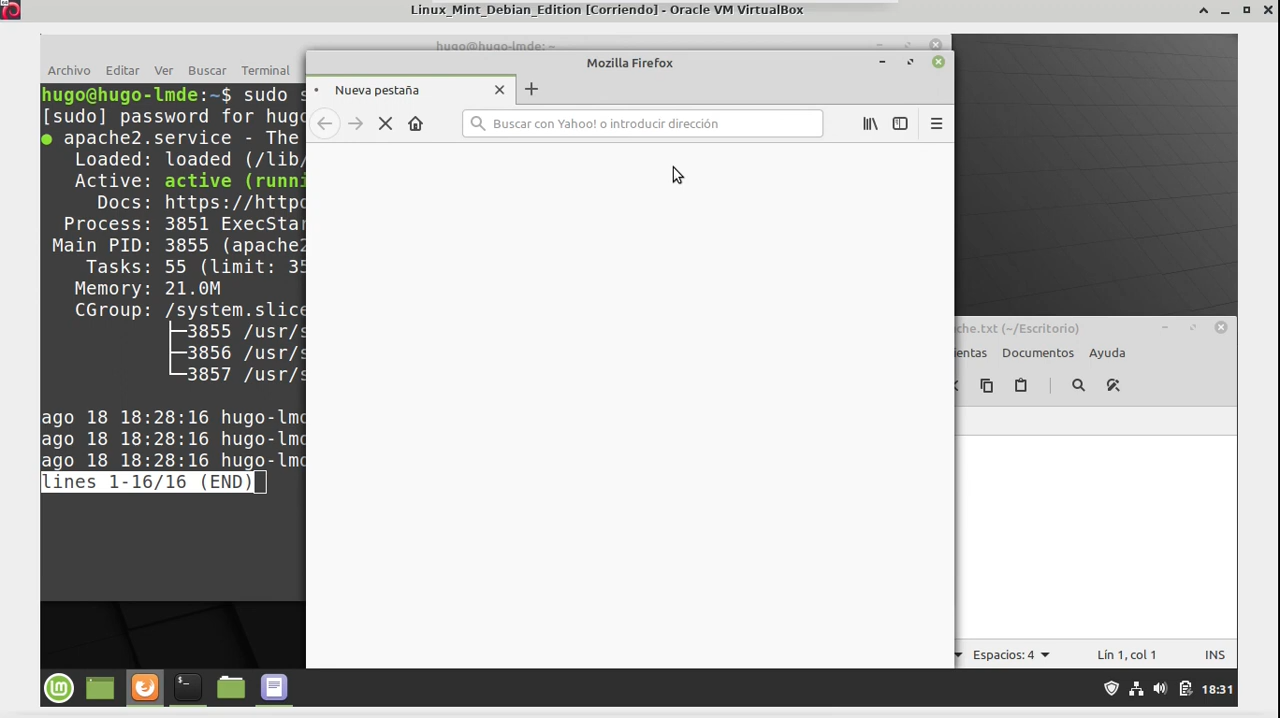 Linux_Mint_Debian_Edition [Corriendo] - Oracle VM VirtualBox
hugo@hugo-lmde: ~
Archivo Editar Ver Buscar Terminal
hugo@hugo-lmde:~$ sudo s
[sudo] password for hugo
● apache2.service - The
Loaded: loaded (/lib/
Active: active (runni
Docs: https://httpd
Process: 3851 ExecStar
Main PID: 3855 (apache2
Tasks: 55 (limit: 35
Memory: 21.0M
CGroup: /system.slice
├─3855 /usr/s
├─3856 /usr/s
└─3857 /usr/s
ago 18 18:28:16 hugo-lmd
ago 18 18:28:16 hugo-lmd
ago 18 18:28:16 hugo-lmd
lines 1-16/16 (END)
Mozilla Firefox
Nueva pestaña
Buscar con Yahoo! o introducir dirección
che.txt (~/Escritorio)
ientas Documentos Ayuda
Espacios: 4 Lín 1, col 1 INS
18:31